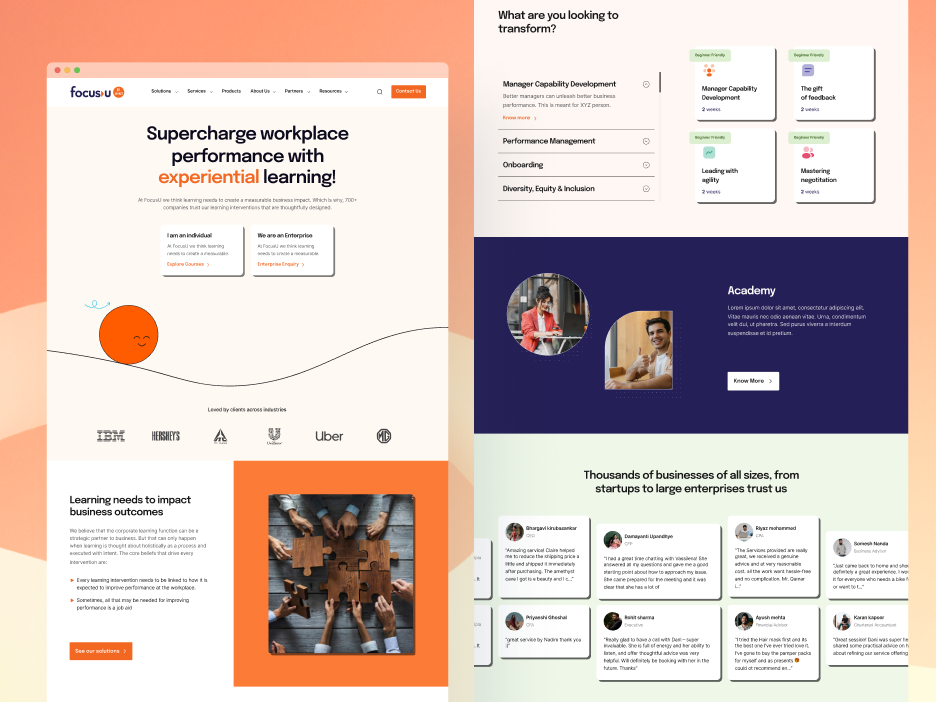 focusU
Solutions
Services
Products
About Us
Partners
Resources
Contact Us
Supercharge workplace
performance with
experiential learning!
At FocusU we think learning needs to create a measurable business impact. Which is why, 700+
companies trust our learning interventions that are thoughtfully designed.
I am an individual
At FocusU we think learning
needs to create a measurable
Explore Courses
We are an Enterprise
At FocusU we think learning
needs to create a measurable
Enterprise Enquiry
Loved by clients across industries
IBM
HERSHEY'S
Unilever
Uber
MG
Learning needs to impact
business outcomes
We believe that the corporate learning function can be a
strategic partner to business. But that can only happen
when learning is thought about holistically as a process and
executed with intent. The core beliefs that drive every
intervention are:
Every learning intervention needs to be linked to how it is
expected to improve performance at the workplace.
Sometimes, all that may be needed for improving
performance is a job aid
See our solutions
What are you looking to
transform?
Manager Capability Development
Better managers can unleash better business
performance. This is meant for XYZ person.
Know more
Performance Management
Onboarding
Diversity, Equity & Inclusion
Beginner Friendly
Manager Capability
Development
2 weeks
Beginner Friendly
The gift
of feedback
2 weeks
Beginner Friendly
Leading with
agility
2 weeks
Beginner Friendly
Mastering
negotitation
2 weeks
Academy
Lorem ipsum dolor sit amet, consectetur adipiscing elit.
Vitae mauris nec odio aenean vitae. Urna, condimentum
velit dui, ut pharetra. Sed purus viverra a interdum
suspendisse et id pretium.
Know More
Thousands of businesses of all sizes, from
startups to large enterprises trust us
Bhargavi kirubasankar
CEO
"Amazing service! Claire helped
me to reduce the shipping price a
little and shipped it immediately
after purchasing. The amethyst
cave I got is a beauty and I c..."
Damayanti Upandhye
CFP
"I had a great time chatting with Vassilena! She
answered all my questions and gave me a good
starting point about how to approach my issue.
She came prepared for the meeting and it was
clear that she has a lot of
Riyaz mohammed
CPA
"The Services provided are really
great, we received a genuine
advice and at very reasonable
cost. all the work went hassle-free
and no complication. Mr. Qamar
i..."
Somesh Nanda
Business Advisor
"Just came back to home and
definitely a great experience. I
it for everyone who needs a bike
or want to t..."
Priyanshi Ghoshal
CPA
"great service by Nadim thank you
:)"
Rohit sharma
Executive
"Really glad to have a call with Dani – super
invaluable. She is full of energy and her ability to
listen, and offer thoughtful advice was very
helpful. Will definitely be booking with her in the
future. Thanks"
Ayush mehta
Financial Advisor
"I tried the Hair mask first and its
the best one I've ever tried love it.
I've gone to buy the pamper packs
for myself and as presents
could ot recommend en..."
Karan kapoor
Chartered Accountant
"Great session! Dani was super
shared some practical advice on
about refining our service offering